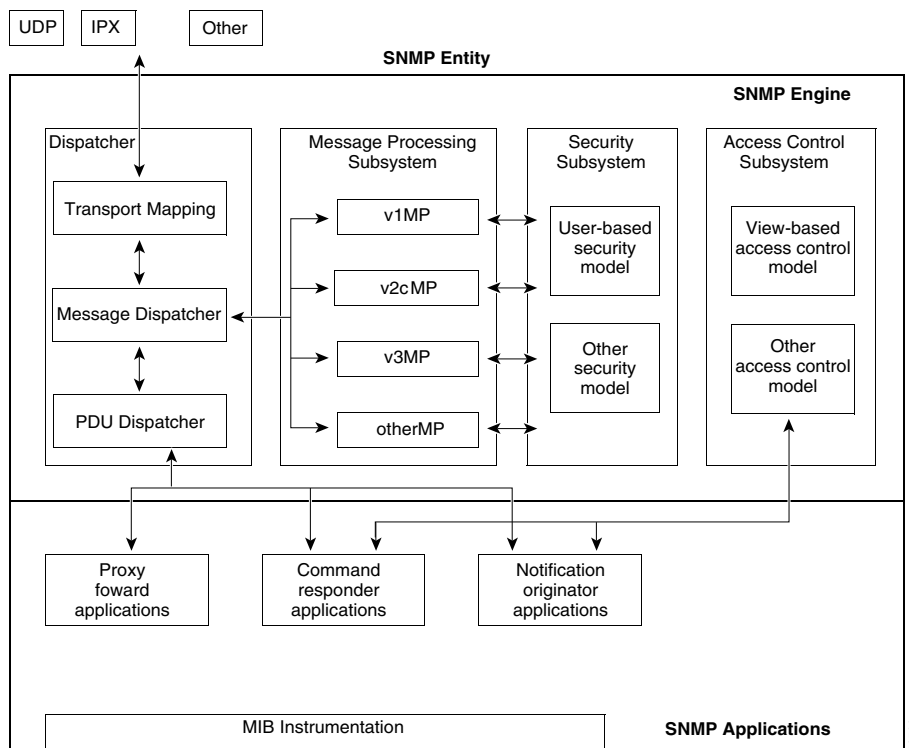 UDP
IPX
Other
SNMP Entity
SNMP Engine
Dispatcher
Transport Mapping
Message Dispatcher
PDU Dispatcher
Message Processing
Subsystem
v1MP
v2cMP
v3MP
otherMP
Security
Subsystem
User-based
security
model
Other
security
model
Access Control
Subsystem
View-based
access control
model
Other
access control
model
Proxy
foward
applications
Command
responder
applications
Notification
originator
applications
MIB Instrumentation
SNMP Applications